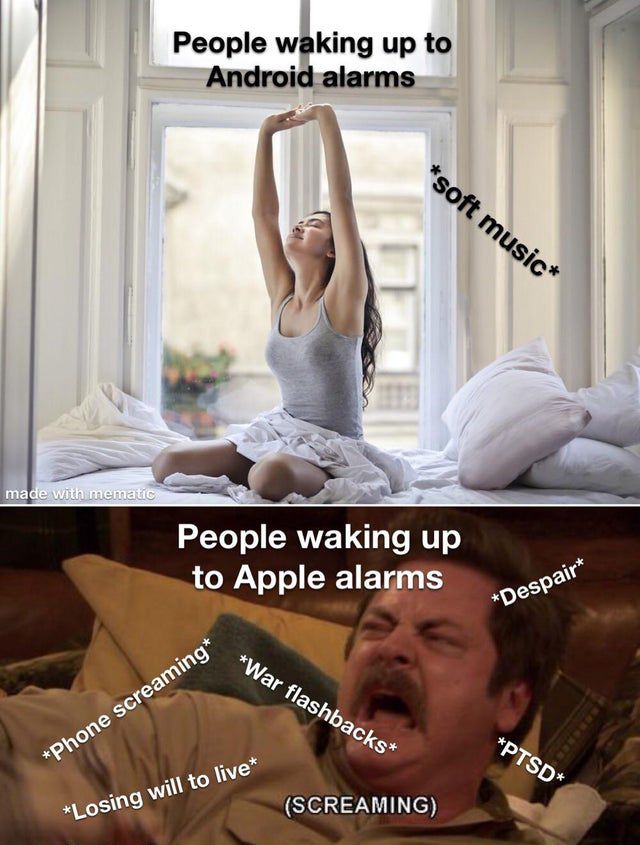 People waking up to
Android alarms
*soft music*
made with mematic
People waking up
to Apple alarms
*Despair*
*Phone screaming*
*War flashbacks*
*PTSD*
*Losing will to live*
(SCREAMING)